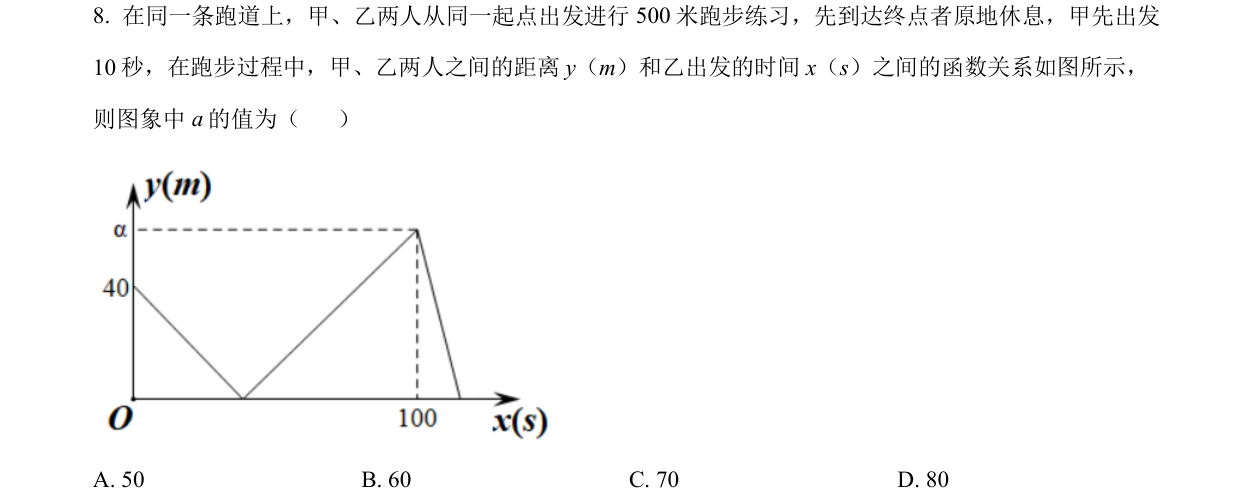 8. 在同一条跑道上，甲、乙两人从同一起点出发进行 500 米跑步练习，先到达终点者原地休息，甲先出发
10 秒，在跑步过程中，甲、乙两人之间的距离 y（m）和乙出发的时间 x（s）之间的函数关系如图所示，
则图象中 a 的值为（　　）
y(m)
α
40
O
100
x(s)
A. 50 B. 60 C. 70 D. 80